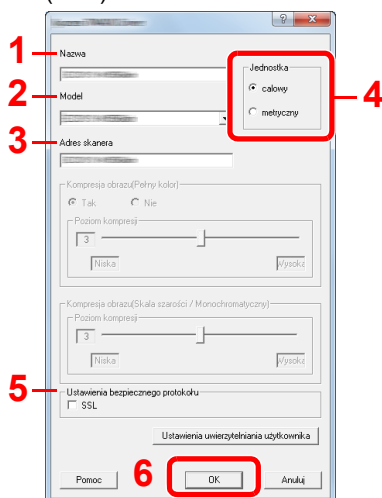 1
Nazwa
2
Model
3
Adres skanera
Jednostka
calowy
metryczny
4
Kompresja obrazu(Pełny kolor)
Tak Nie
Poziom kompresji
3
Niska Wysoka
Kompresja obrazu(Skala szarości / Monochromatyczny)
Poziom kompresji
3
Niska Wysoka
5
Ustawienia bezpiecznego protokołu
SSL
Ustawienia uwierzytelniania użytkownika
Pomoc 6 OK Anuluj